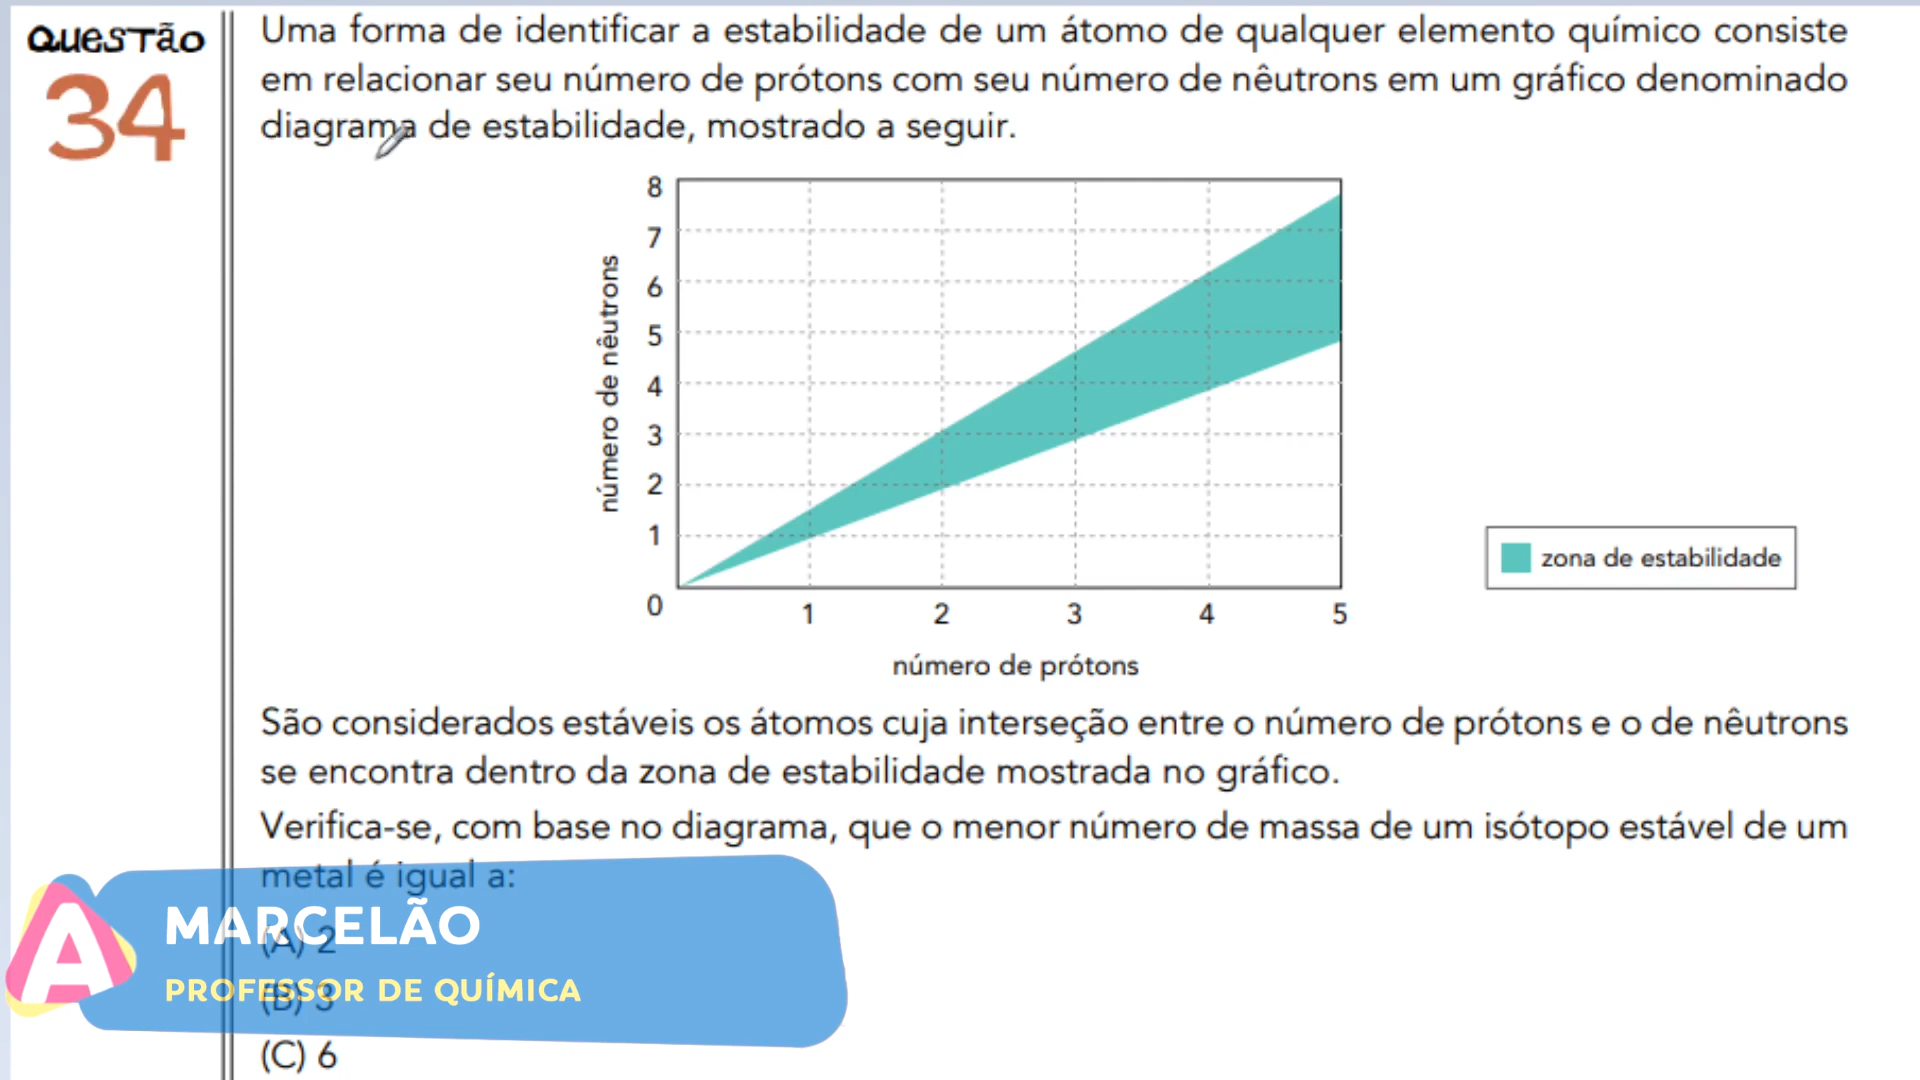 QUESTão
34
Uma forma de identificar a estabilidade de um átomo de qualquer elemento químico consiste
em relacionar seu número de prótons com seu número de nêutrons em um gráfico denominado
diagrama de estabilidade, mostrado a seguir.
8
7
6
5
4
3
2
1
0
número de nêutrons
1 2 3 4 5
número de prótons
zona de estabilidade
São considerados estáveis os átomos cuja interseção entre o número de prótons e o de nêutrons
se encontra dentro da zona de estabilidade mostrada no gráfico.
Verifica-se, com base no diagrama, que o menor número de massa de um isótopo estável de um
metal é igual a:
(A) 2
(B) 3
(C) 6
A
MARCELÃO
PROFESSOR DE QUÍMICA